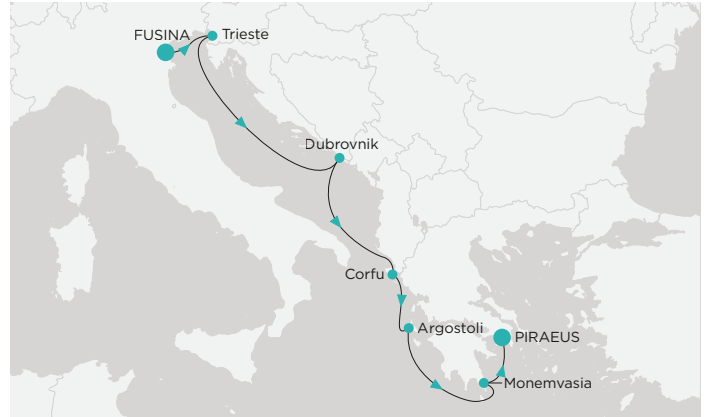 FUSINA
Trieste
Dubrovnik
Corfu
Argostoli
PIRAEUS
Monemvasia